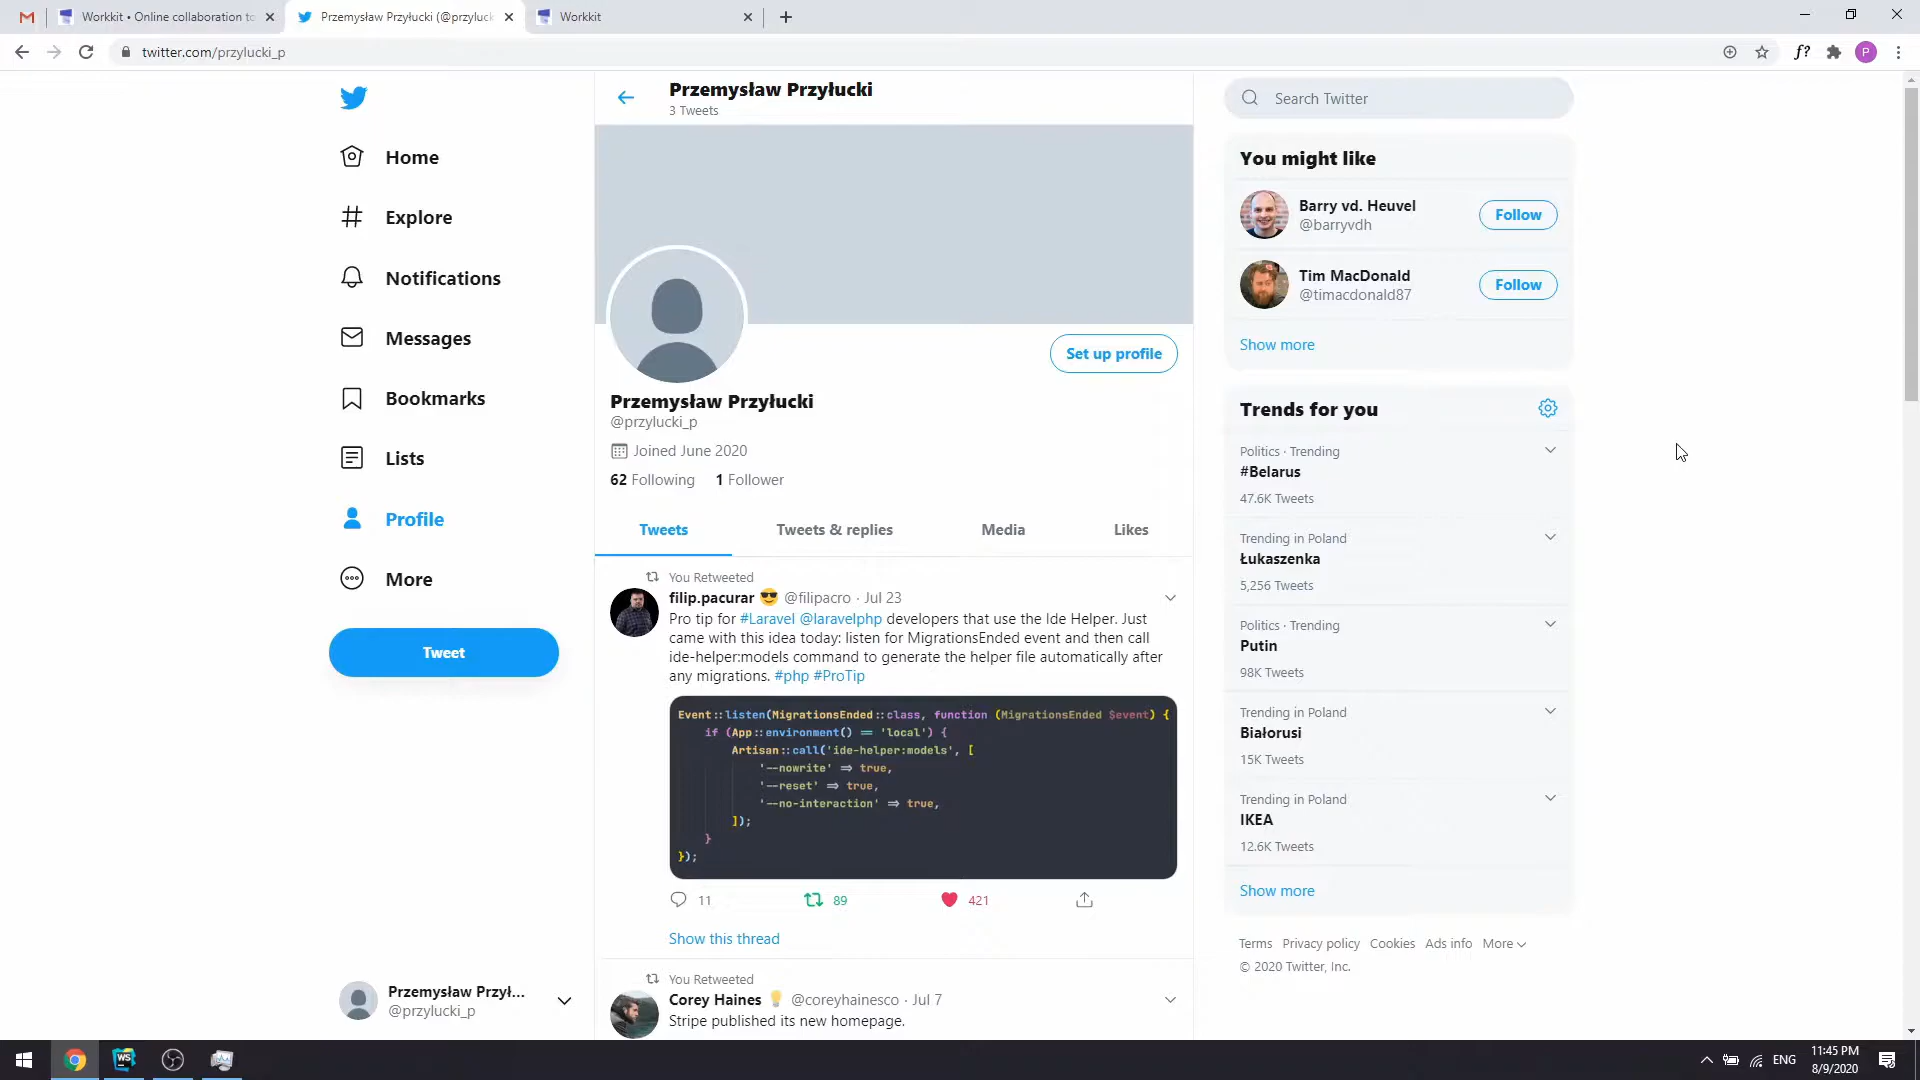 Workkit • Online collaboration to
Przemysław Przyłucki (@przyluck
Workkit
twitter.com/przylucki_p
f?
P
Przemysław Przyłucki
3 Tweets
Home
Explore
Notifications
Messages
Bookmarks
Lists
Profile
More
Tweet
Przemysław Przył...
@przylucki_p
Set up profile
Przemysław Przyłucki
@przylucki_p
Joined June 2020
62 Following 1 Follower
Tweets Tweets & replies Media Likes
You Retweeted
filip.pacurar 😎 @filipacro · Jul 23
Pro tip for #Laravel @laravelphp developers that use the Ide Helper. Just
came with this idea today: listen for MigrationsEnded event and then call
ide-helper:models command to generate the helper file automatically after
any migrations. #php #ProTip
Event::listen(MigrationsEnded::class, function (MigrationsEnded $event) {
if (App::environment() == 'local') {
Artisan::call('ide-helper:models', [
'--nowrite' => true,
'--reset' => true,
'--no-interaction' => true,
]);
}
});
11 89 421
Show this thread
You Retweeted
Corey Haines 💡 @coreyhainesco · Jul 7
Stripe published its new homepage.
Search Twitter
You might like
Barry vd. Heuvel
@barryvdh
Follow
Tim MacDonald
@timacdonald87
Follow
Show more
Trends for you
Politics · Trending
#Belarus
47.6K Tweets
Trending in Poland
Łukaszenka
5,256 Tweets
Politics · Trending
Putin
98K Tweets
Trending in Poland
Białorusi
15K Tweets
Trending in Poland
IKEA
12.6K Tweets
Show more
Terms Privacy policy Cookies Ads info More
© 2020 Twitter, Inc.
WS
ENG
11:45 PM
8/9/2020